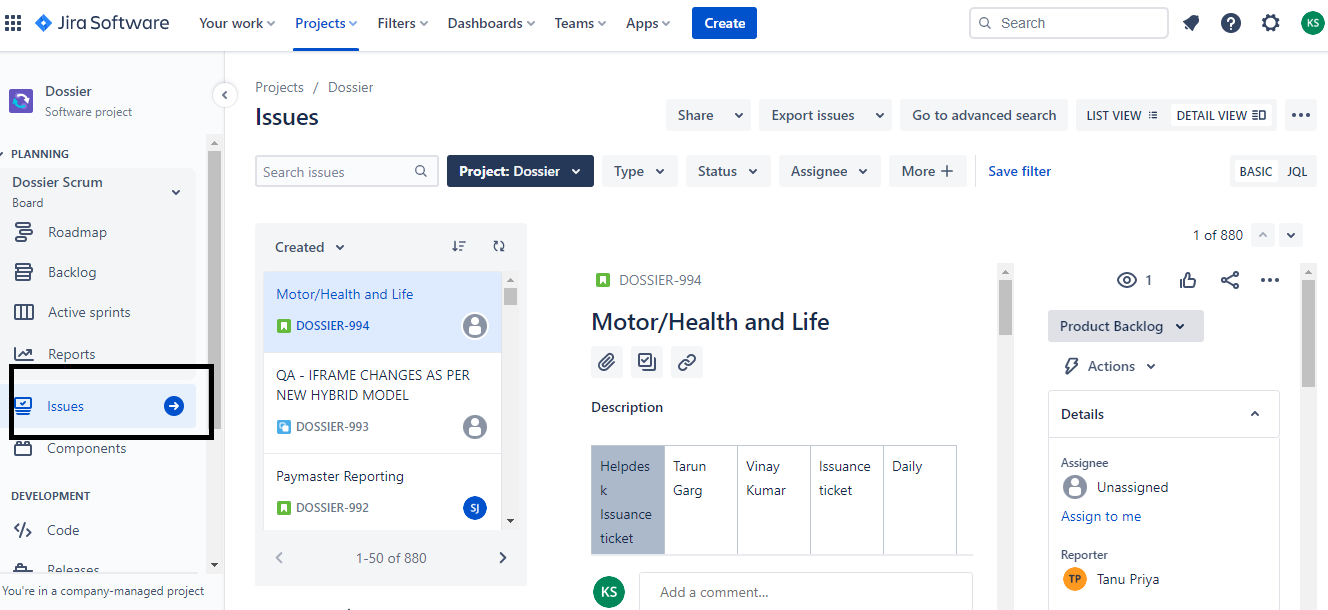 Jira Software
Your work
Projects
Filters
Dashboards
Teams
Apps
Create
Search
KS
Dossier
Software project
PLANNING
Dossier Scrum
Board
Roadmap
Backlog
Active sprints
Reports
Issues
Components
DEVELOPMENT
Code
Releases
You're in a company-managed project
Projects / Dossier
Issues
Share
Export issues
Go to advanced search
LIST VIEW
DETAIL VIEW
Search issues
Project: Dossier
Type
Status
Assignee
More
Save filter
BASIC
JQL
Created
Motor/Health and Life
DOSSIER-994
QA - IFRAME CHANGES AS PER
NEW HYBRID MODEL
DOSSIER-993
Paymaster Reporting
DOSSIER-992
SJ
1-50 of 880
1 of 880
DOSSIER-994
Motor/Health and Life
Description
Helpdes
k
Issuance
ticket
Tarun
Garg
Vinay
Kumar
Issuance
ticket
Daily
KS
Add a comment...
1
Product Backlog
Actions
Details
Assignee
Unassigned
Assign to me
Reporter
TP
Tanu Priya